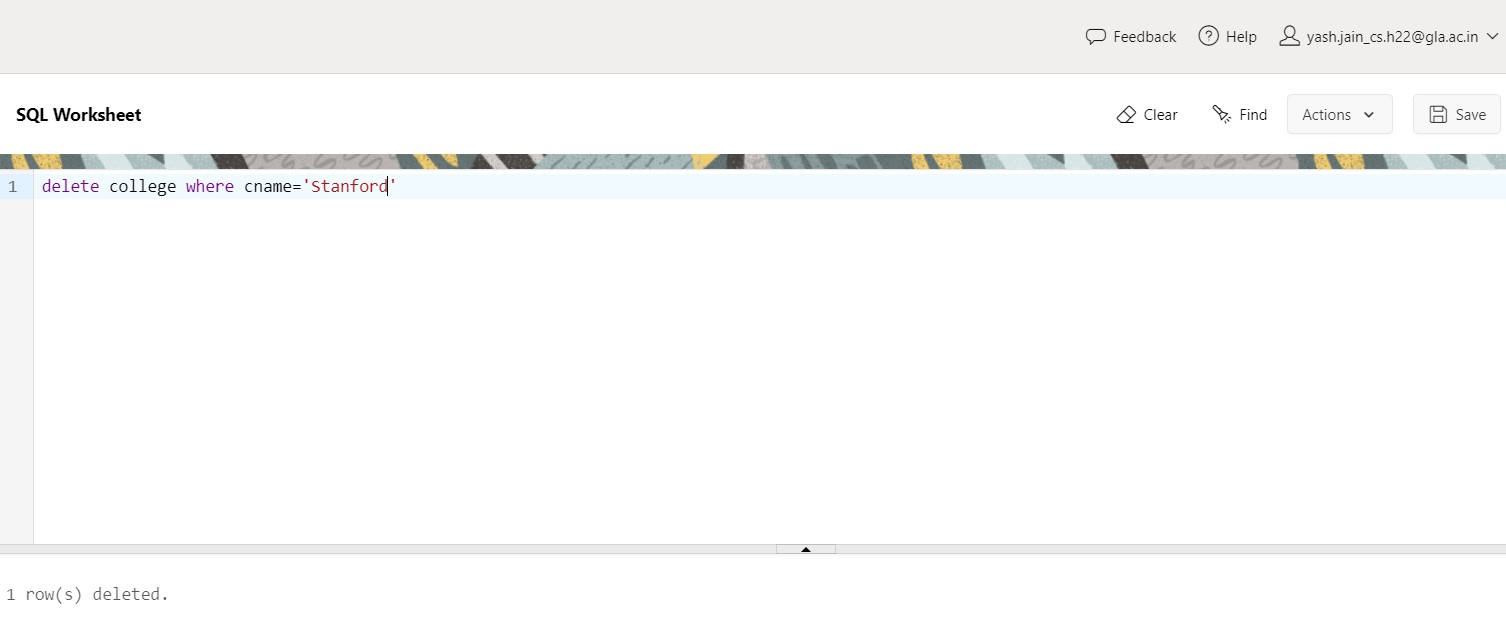 Feedback Help yash.jain_cs.h22@gla.ac.in
SQL Worksheet Clear Find Actions Save
1 delete college where cname='Stanford'
1 row(s) deleted.